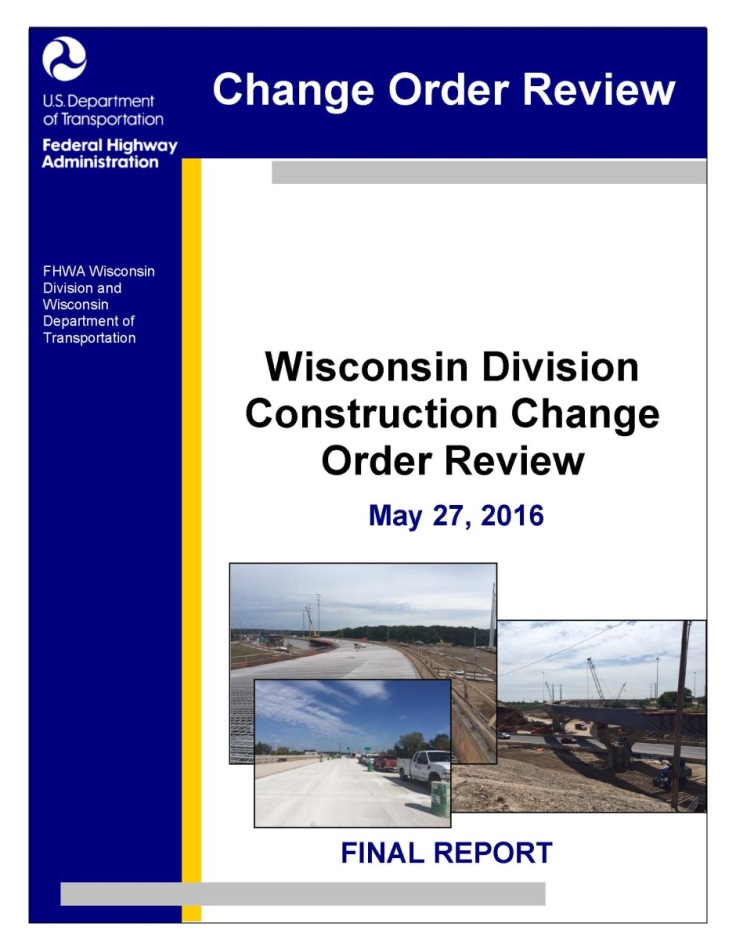 U.S. Department
of Transportation
Federal Highway
Administration
Change Order Review
FHWA Wisconsin
Division and
Wisconsin
Department of
Transportation
Wisconsin Division
Construction Change
Order Review
May 27, 2016
FINAL REPORT